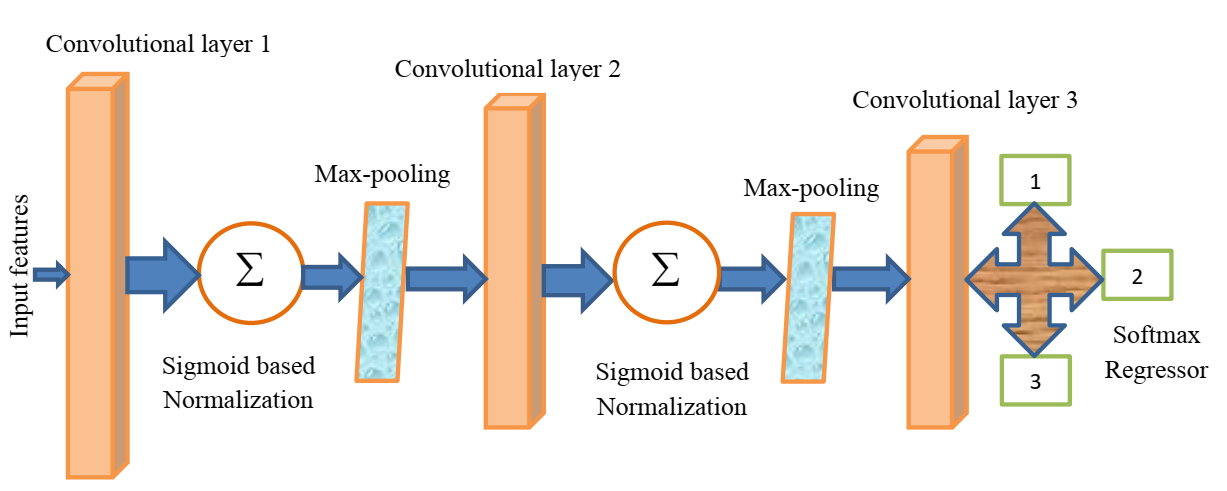 Convolutional layer 1
Convolutional layer 2
Convolutional layer 3
Max-pooling
Max-pooling
Input features
Σ
Σ
1
2
3
Sigmoid based
Normalization
Sigmoid based
Normalization
Softmax
Regressor